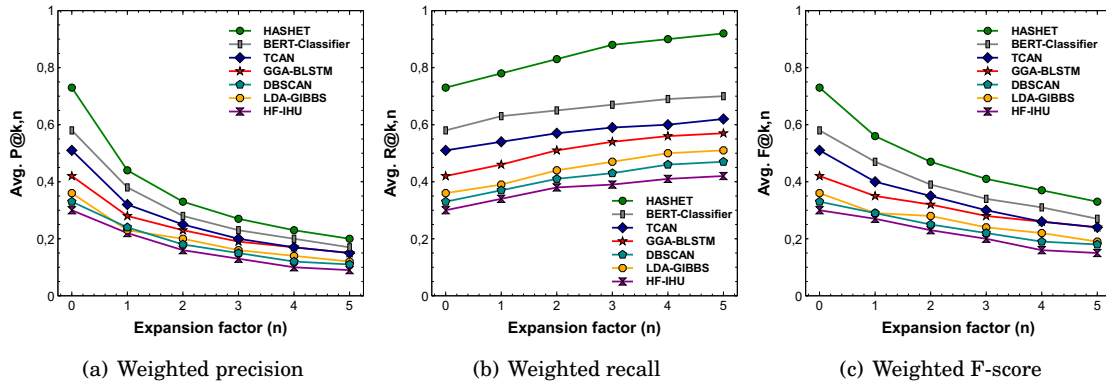 Avg. P@k,n
1
0,8
0,6
0,4
0,2
0
0 1 2 3 4 5
Expansion factor (n)
HASHET
BERT-Classifier
TCAN
GGA-BLSTM
DBSCAN
LDA-GIBBS
HF-IHU
(a) Weighted precision
Avg. R@k,n
1
0,8
0,6
0,4
0,2
0
0 1 2 3 4 5
Expansion factor (n)
HASHET
BERT-Classifier
TCAN
GGA-BLSTM
DBSCAN
LDA-GIBBS
HF-IHU
(b) Weighted recall
Avg. F@k,n
1
0,8
0,6
0,4
0,2
0
0 1 2 3 4 5
Expansion factor (n)
HASHET
BERT-Classifier
TCAN
GGA-BLSTM
DBSCAN
LDA-GIBBS
HF-IHU
(c) Weighted F-score